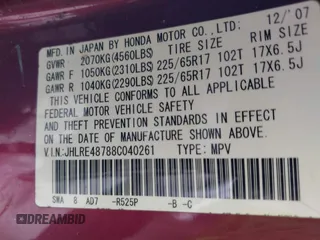 MFD. IN JAPAN BY HONDA MOTOR CO., LTD. 12/'07
GVWR 2070KG(4560LBS) TIRE SIZE RIM SIZE
GAWR F 1050KG(2310LBS) 225/65R17 102T 17X6.5J
GAWR R 1040KG(2290LBS) 225/65R17 102T 17X6.5J
THIS VEHICLE CONFORMS TO ALL APPLICABLE
FEDERAL MOTOR VEHICLE SAFETY STANDARDS IN EFFECT ON
THE DATE OF MANUFACTURE SHOWN ABOVE.
V.I.N:JHLRE48788C040261 TYPE: MPV
SWA 8 AD7 -R525P -B -C
DREAMBID